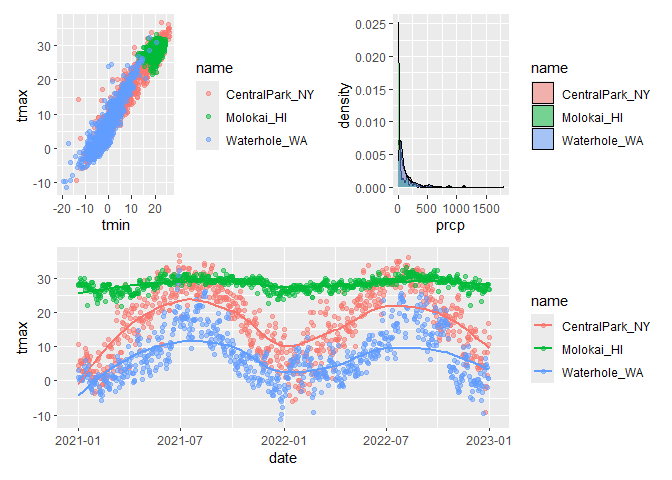 30
20
10
0
-10
tmax
-20
-10
0
10
20
tmin
name
CentralPark_NY
Molokai_HI
Waterhole_WA
0.025
0.020
0.015
0.010
0.005
0.000
density
0
500
1000
1500
prcp
name
CentralPark_NY
Molokai_HI
Waterhole_WA
30
20
10
0
-10
tmax
2021-01
2021-07
2022-01
2022-07
2023-01
date
name
CentralPark_NY
Molokai_HI
Waterhole_WA